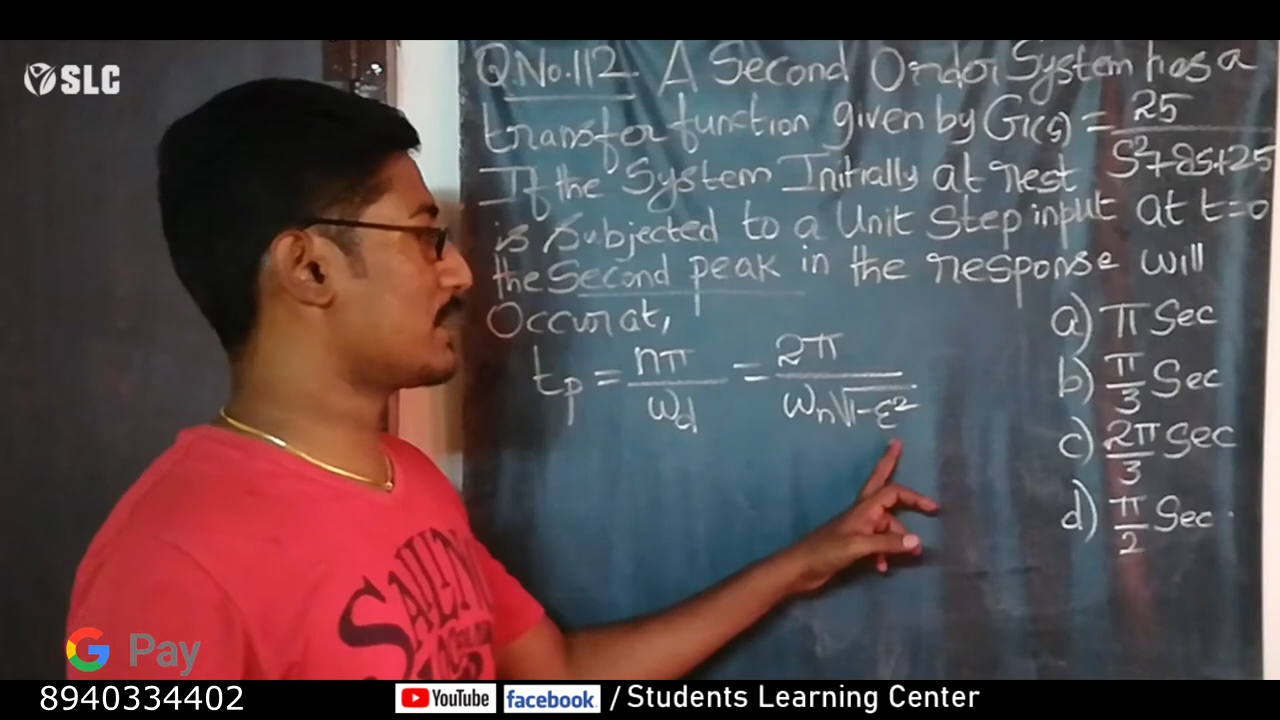 SLC
Q.No.112 A Second Order System has a
transfer function given by G(s) = 25 / S²+8s+25
If the System Initially at rest
is Subjected to a Unit Step input at t=0
the Second peak in the response will
Occur at,
tp = nπ / ωd = 2π / ωn√1-ε²
a) π Sec
b) π/3 Sec
c) 2π/3 Sec
d) π/2 Sec.
SAILING
G Pay
8940334402
YouTube facebook. / Students Learning Center